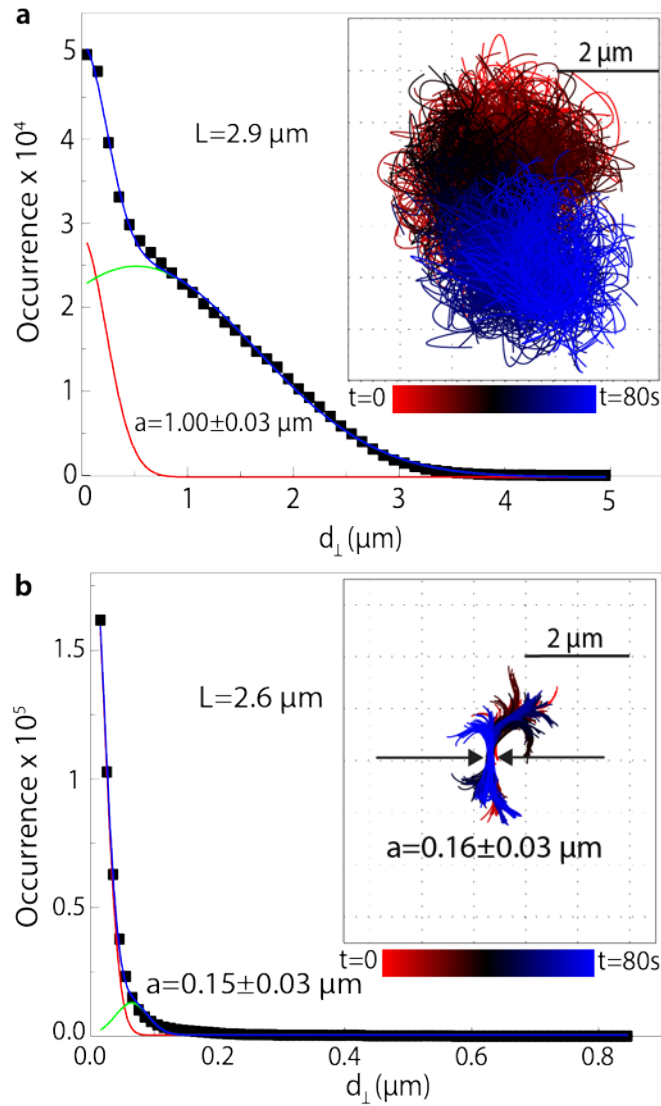 a
5
4
3
2
1
0
Occurrence x 10⁴
L=2.9 µm
a=1.00±0.03 µm
2 µm
t=0
t=80s
0
1
2
3
4
5
d⊥(µm)
b
1.5
1
0.5
0.0
Occurrence x 10⁵
L=2.6 µm
2 µm
a=0.16±0.03 µm
t=0
t=80s
a=0.15±0.03 µm
0.0
0.2
0.4
0.6
0.8
d⊥(µm)